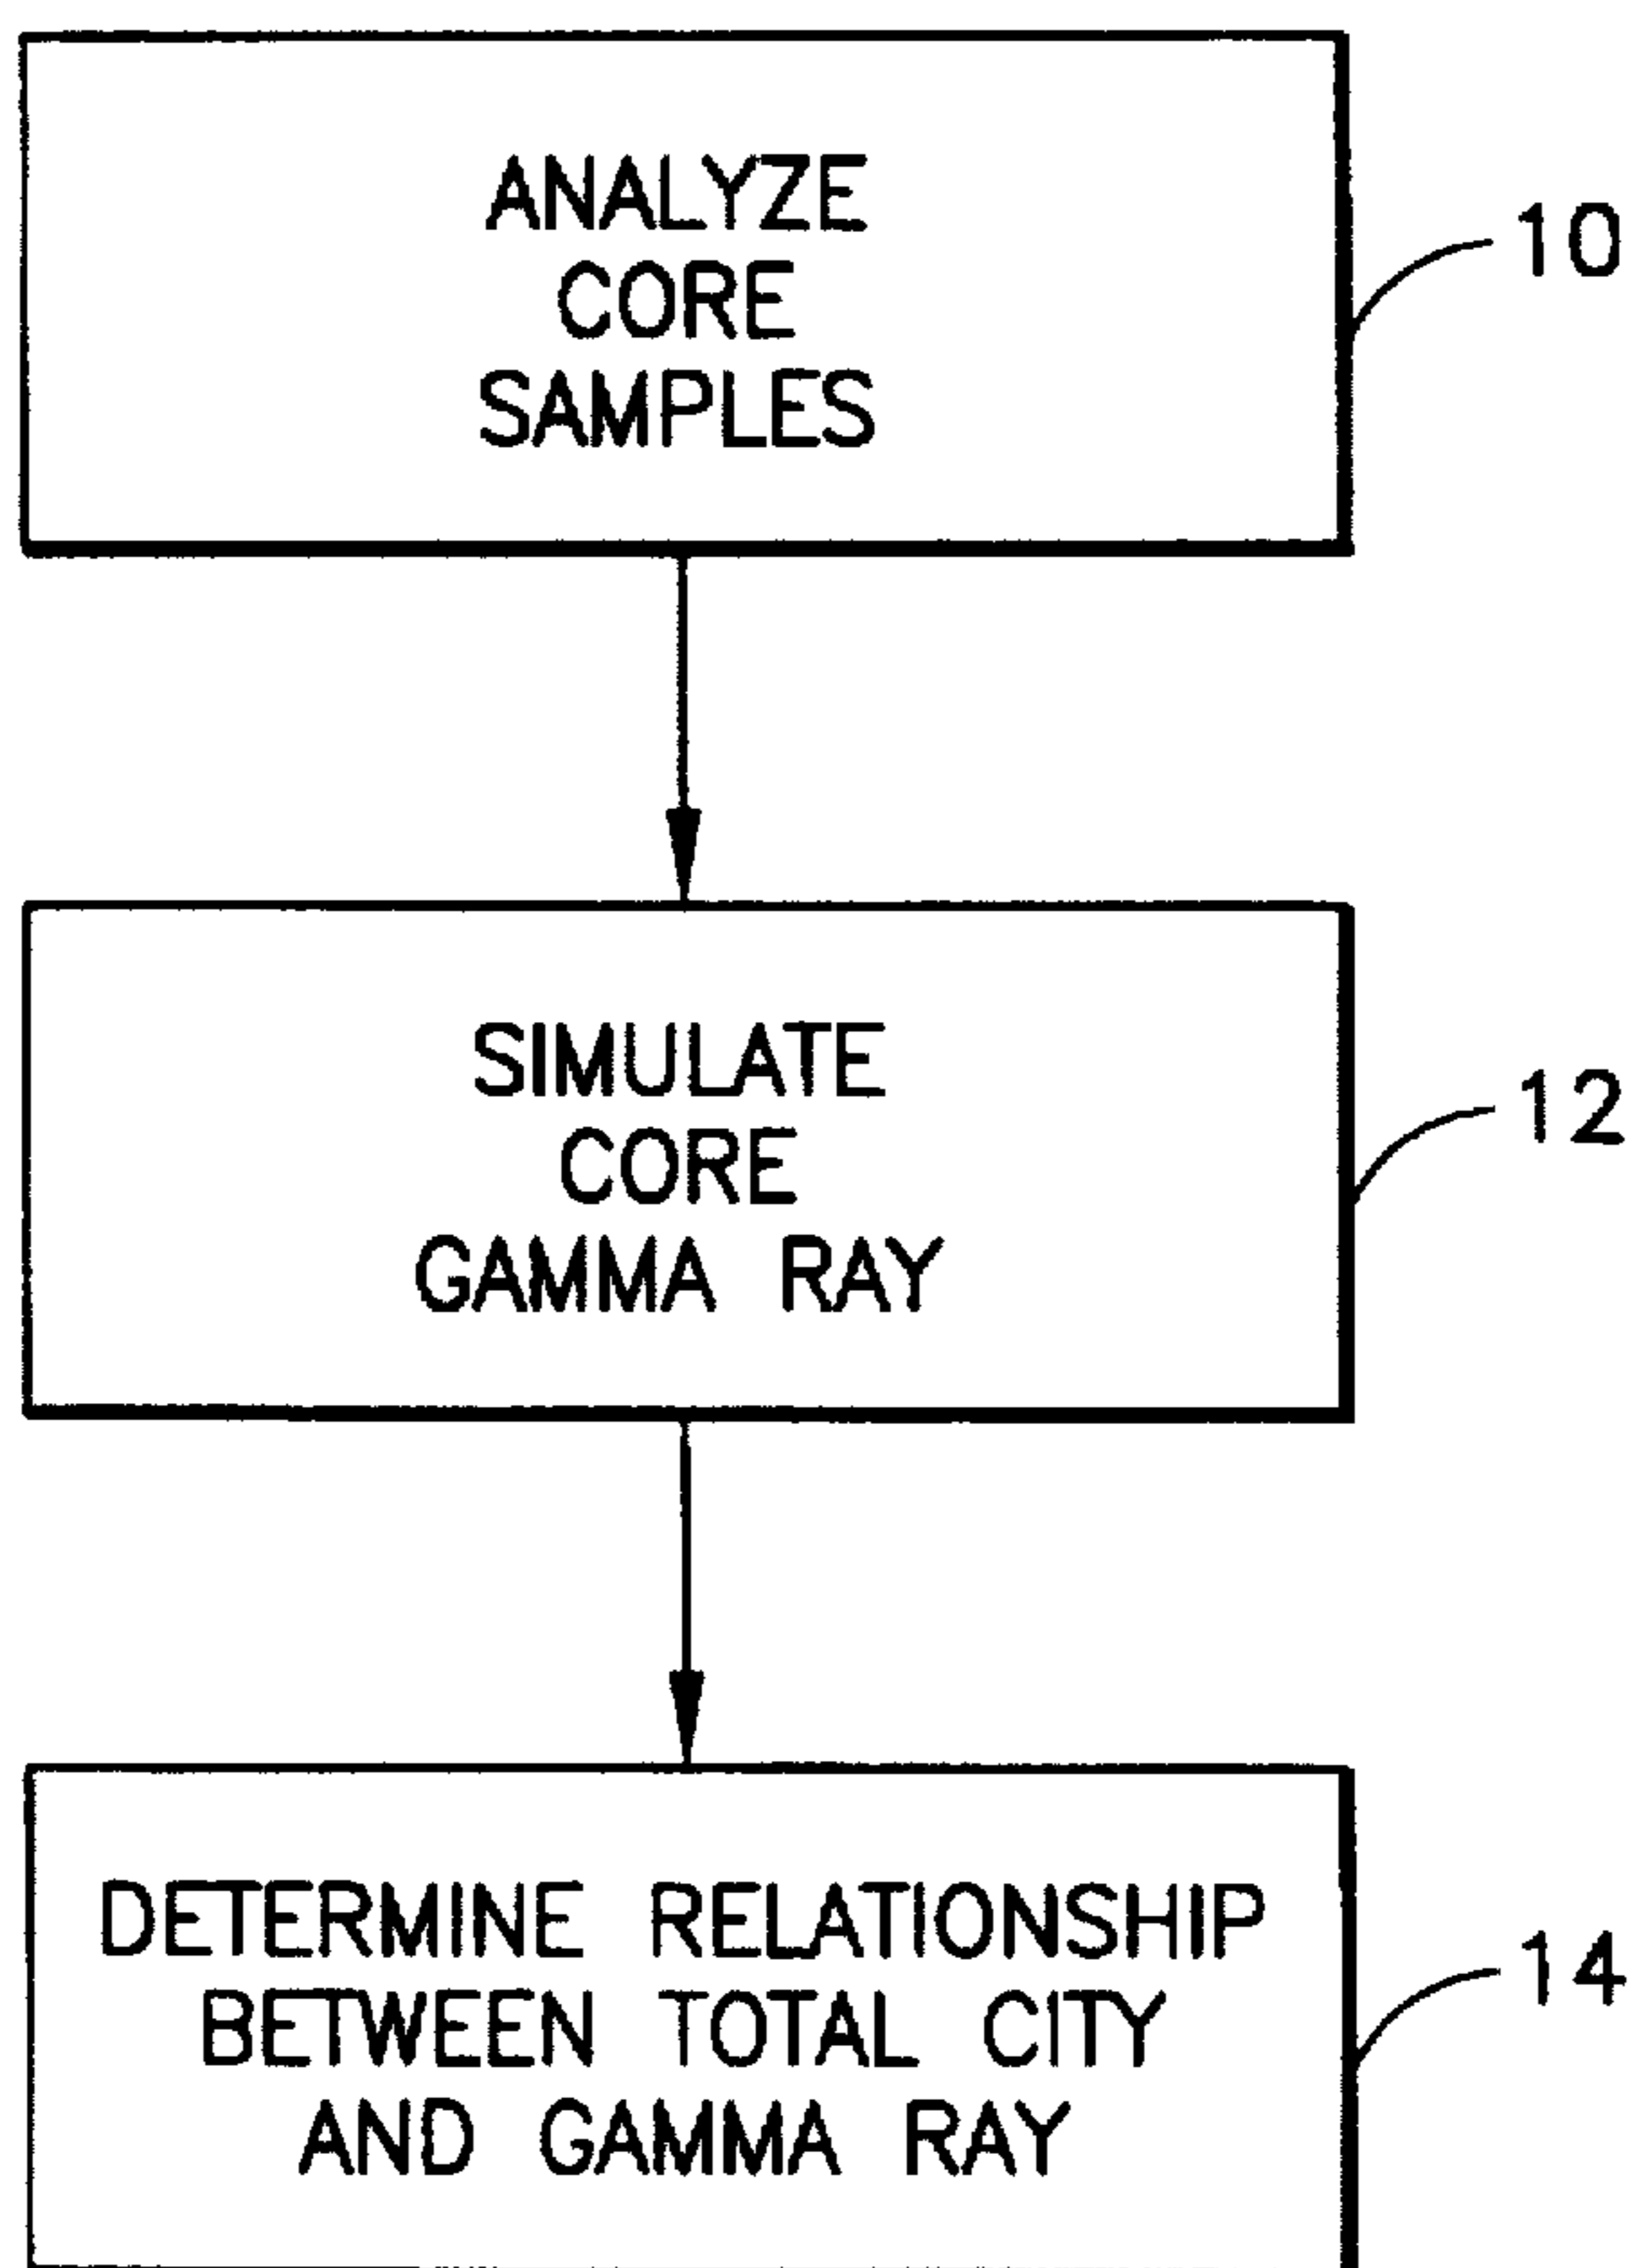 ANALYZE
CORE
SAMPLES
10
SIMULATE
CORE
GAMMA RAY
12
DETERMINE RELATIONSHIP
BETWEEN TOTAL CITY
AND GAMMA RAY
14